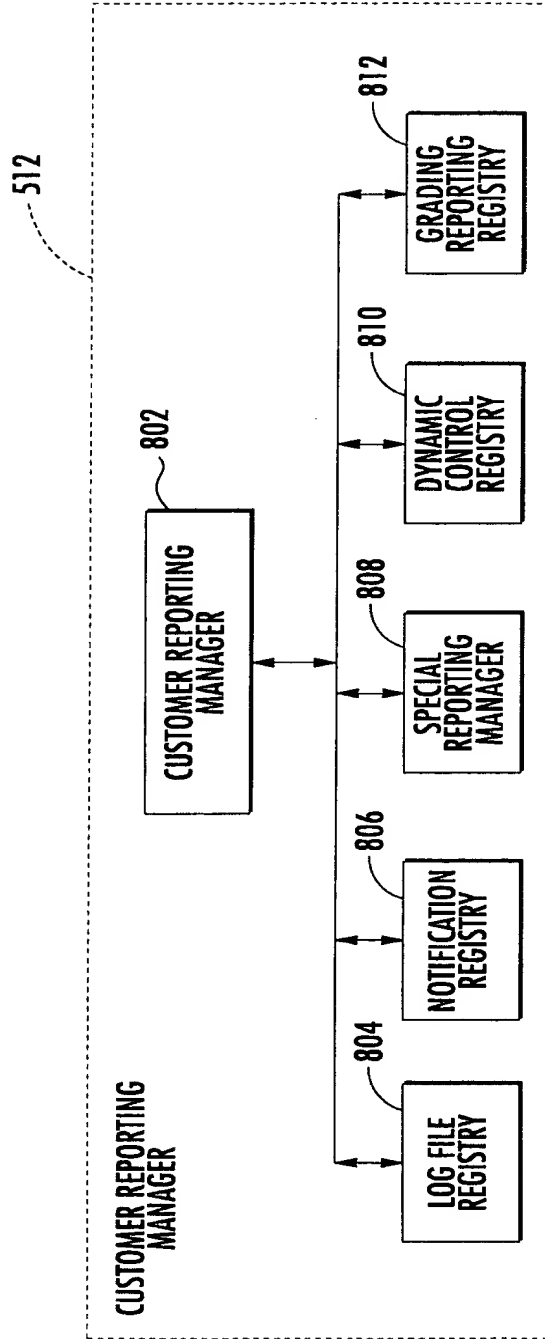 512
CUSTOMER REPORTING
MANAGER
802
CUSTOMER REPORTING
MANAGER
804
LOG FILE
REGISTRY
806
NOTIFICATION
REGISTRY
808
SPECIAL
REPORTING
MANAGER
810
DYNAMIC
CONTROL
REGISTRY
812
GRADING
REPORTING
REGISTRY